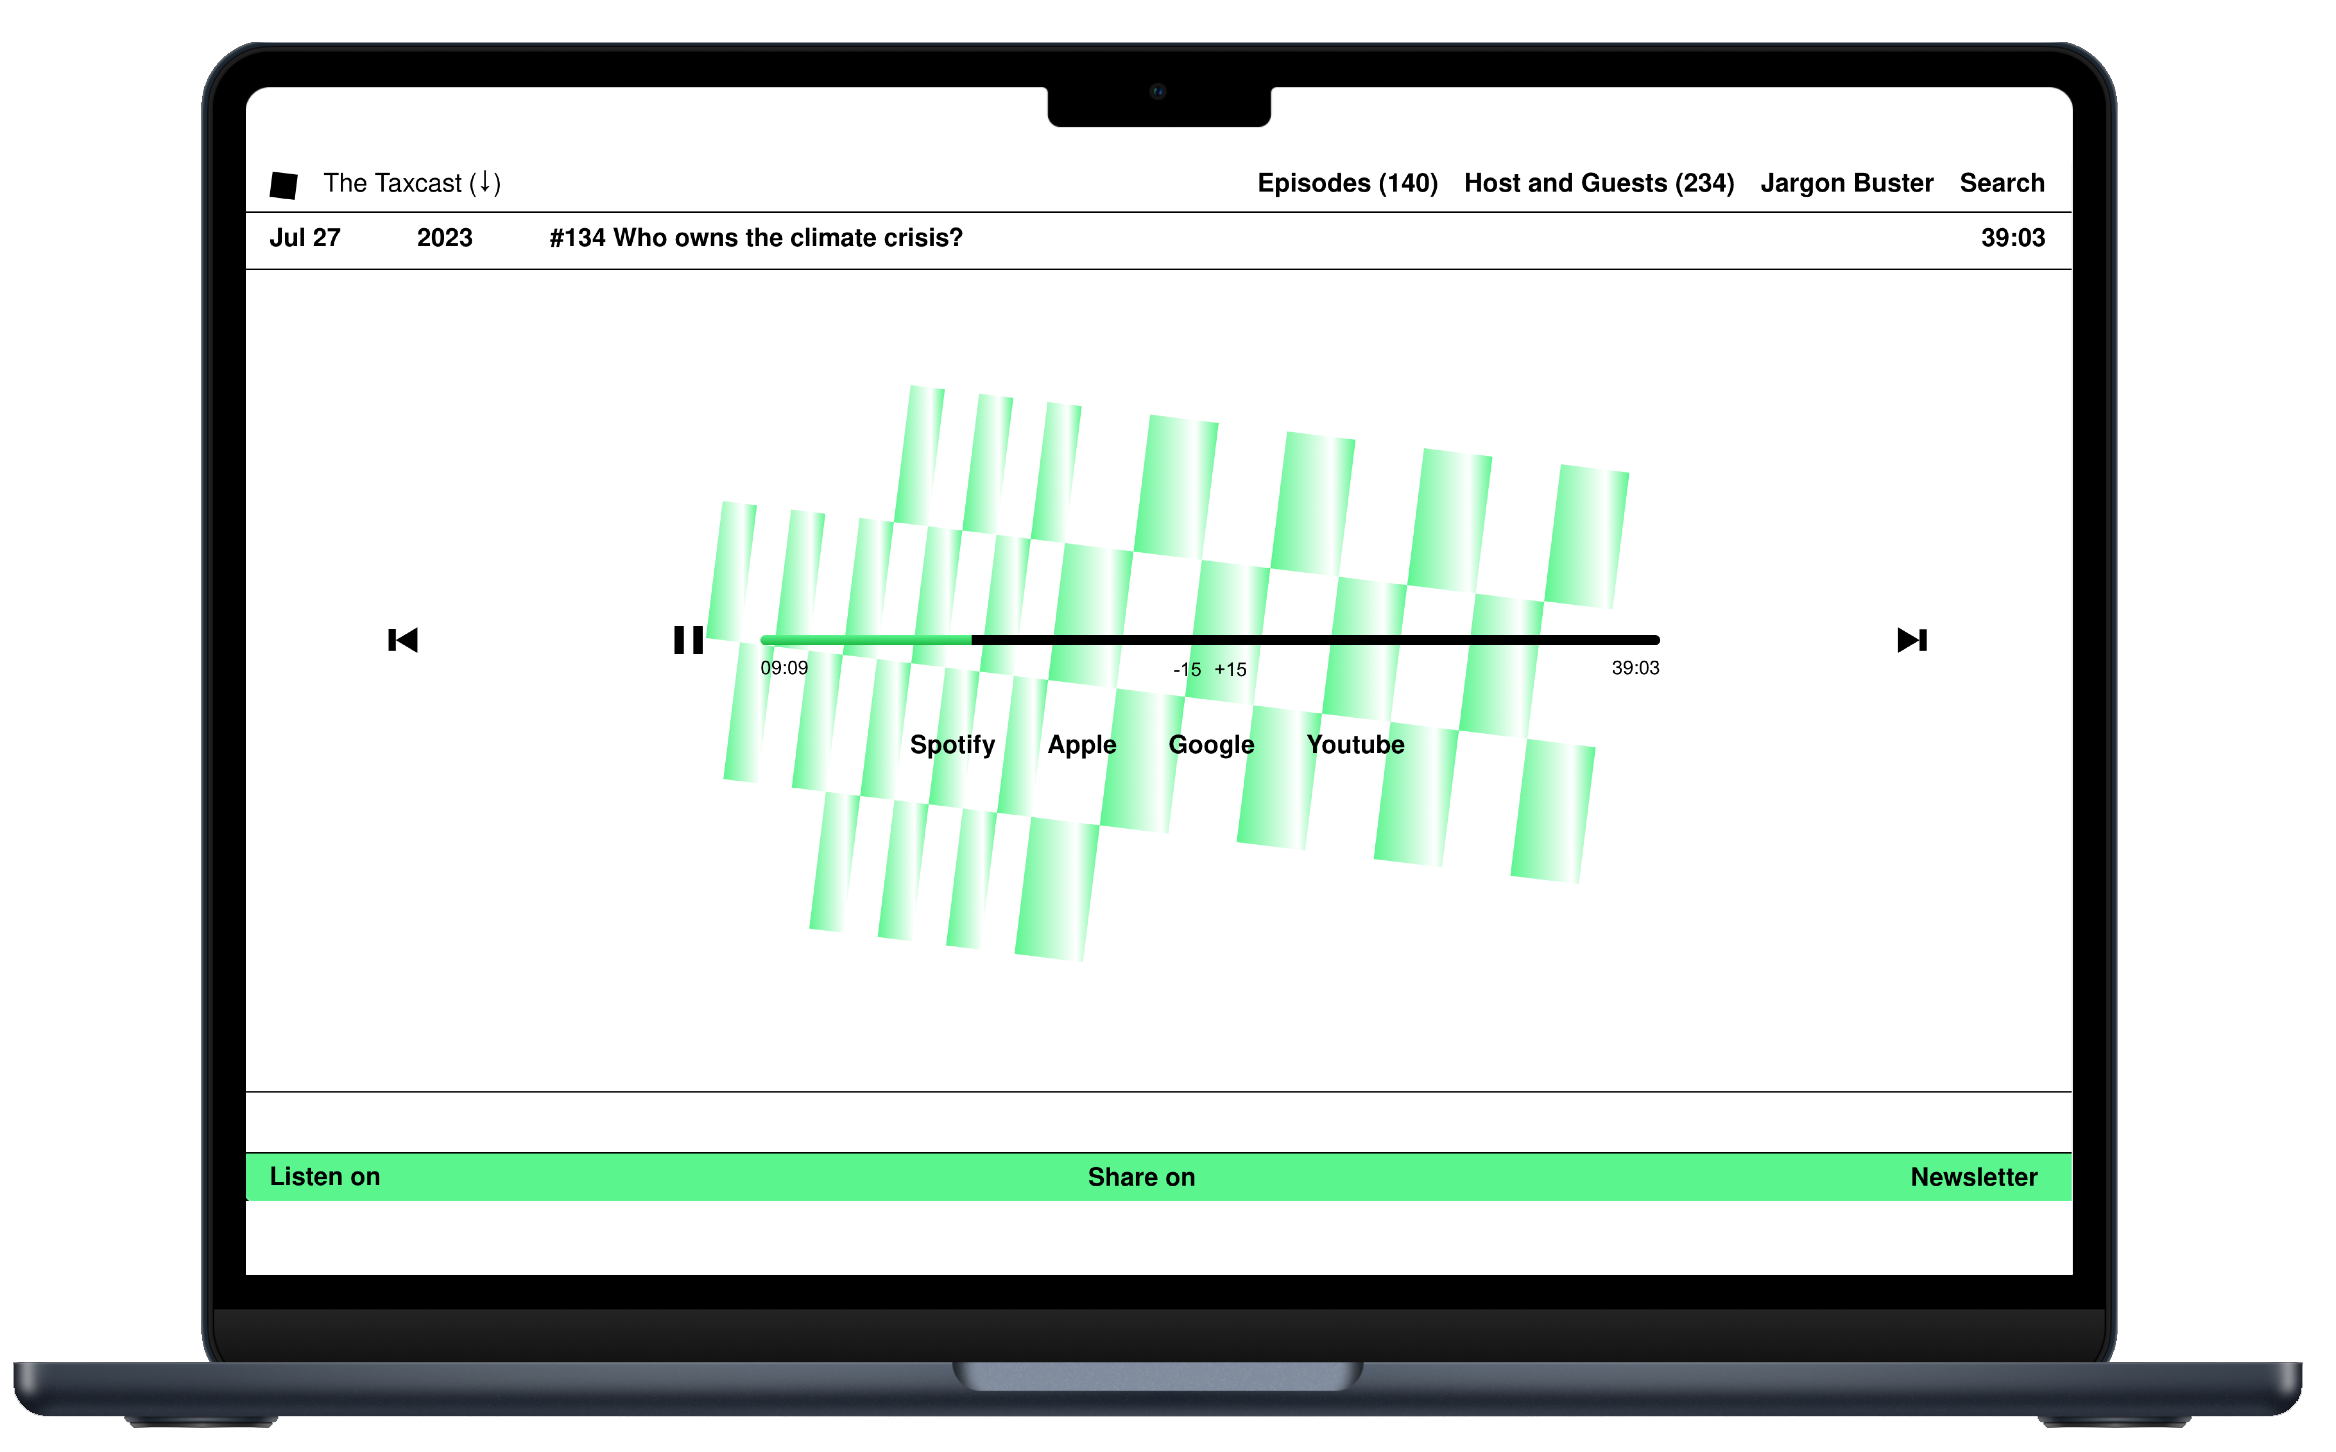 The Taxcast (↓) Episodes (140) Host and Guests (234) Jargon Buster Search
Jul 27 2023 #134 Who owns the climate crisis? 39:03
09:09 -15 +15 39:03
Spotify Apple Google Youtube
Listen on Share on Newsletter